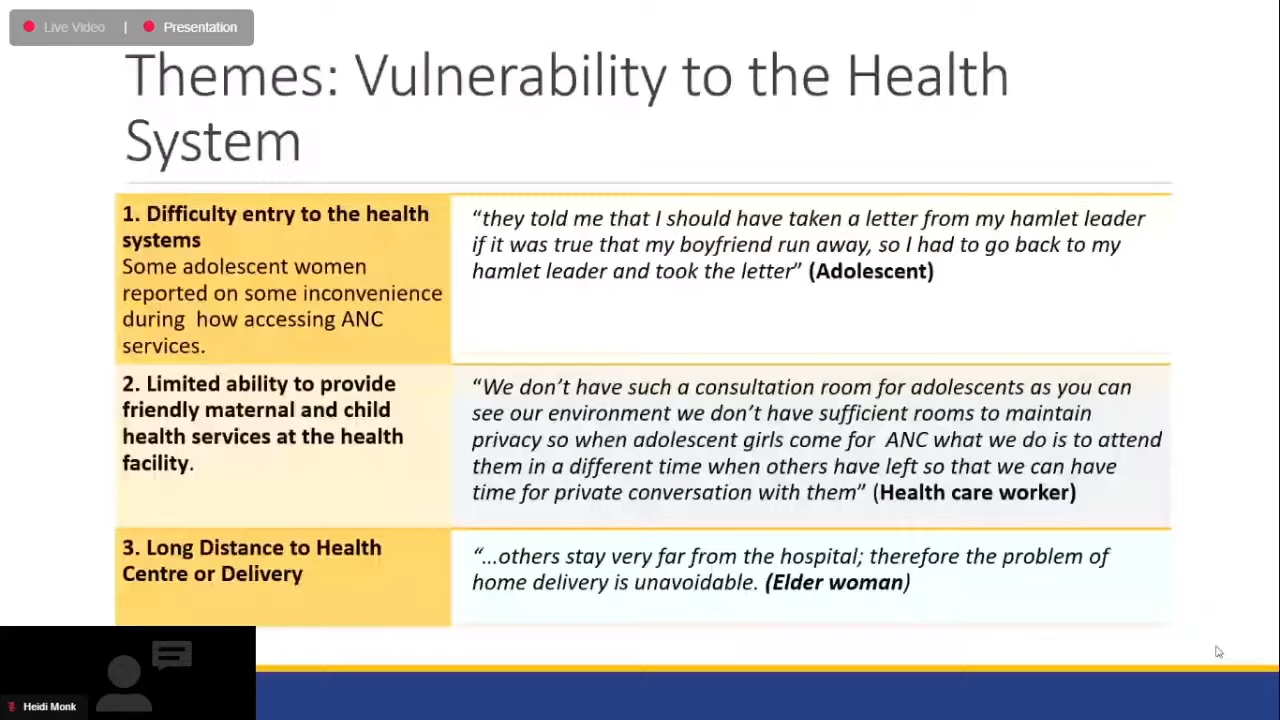 Live Video | Presentation
Themes: Vulnerability to the Health
System
1. Difficulty entry to the health
systems
Some adolescent women
reported on some inconvenience
during how accessing ANC
services.
“they told me that I should have taken a letter from my hamlet leader
if it was true that my boyfriend run away, so I had to go back to my
hamlet leader and took the letter” (Adolescent)
2. Limited ability to provide
friendly maternal and child
health services at the health
facility.
“We don’t have such a consultation room for adolescents as you can
see our environment we don’t have sufficient rooms to maintain
privacy so when adolescent girls come for ANC what we do is to attend
them in a different time when others have left so that we can have
time for private conversation with them” (Health care worker)
3. Long Distance to Health
Centre or Delivery
“…others stay very far from the hospital; therefore the problem of
home delivery is unavoidable. (Elder woman)
Heidi Monk